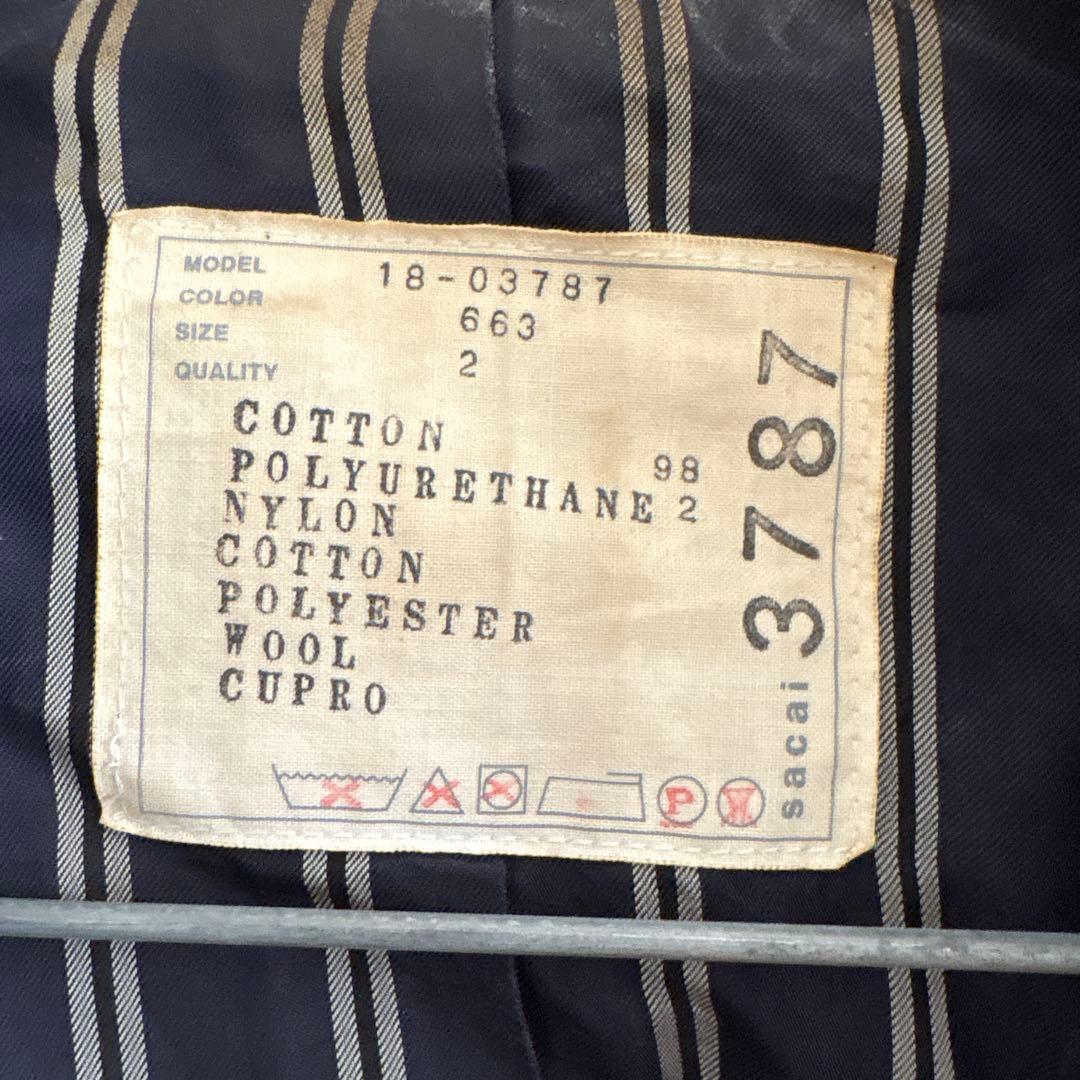 MODEL 18-03787
COLOR 663
SIZE 2
QUALITY
COTTON 98
POLYURETHANE 2
NYLON
COTTON
POLYESTER
WOOL
CUPRO
P
sacai 3787